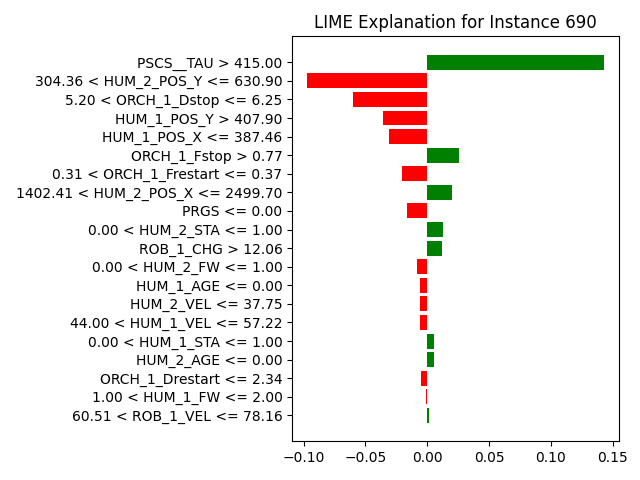 LIME Explanation for Instance 690
PSCS__TAU > 415.00
304.36 < HUM_2_POS_Y <= 630.90
5.20 < ORCH_1_Dstop <= 6.25
HUM_1_POS_Y > 407.90
HUM_1_POS_X <= 387.46
ORCH_1_Fstop > 0.77
0.31 < ORCH_1_Frestart <= 0.37
1402.41 < HUM_2_POS_X <= 2499.70
PRGS <= 0.00
0.00 < HUM_2_STA <= 1.00
ROB_1_CHG > 12.06
0.00 < HUM_2_FW <= 1.00
HUM_1_AGE <= 0.00
HUM_2_VEL <= 37.75
44.00 < HUM_1_VEL <= 57.22
0.00 < HUM_1_STA <= 1.00
HUM_2_AGE <= 0.00
ORCH_1_Drestart <= 2.34
1.00 < HUM_1_FW <= 2.00
60.51 < ROB_1_VEL <= 78.16
−0.10 −0.05 0.00 0.05 0.10 0.15